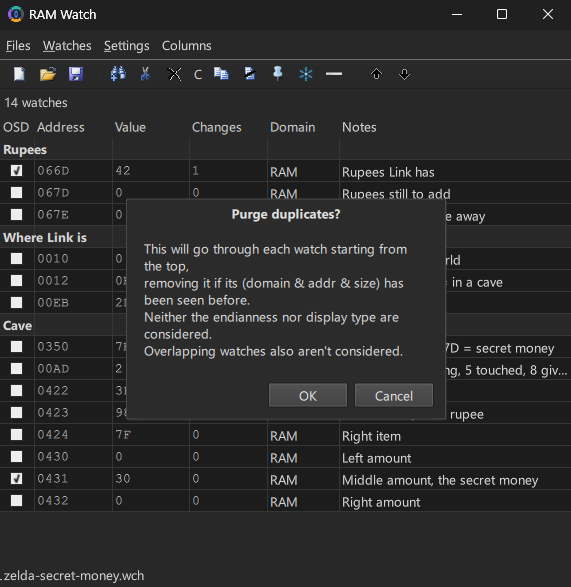 RAM Watch
Files Watches Settings Columns
C
14 watches
OSD Address Value Changes Domain Notes
Rupees
066D 42 1 RAM Rupees Link has
067D 0 0 RAM Rupees still to add
067E 0 e away
Where Link is
0010 0 rld
0012 in a cave
00EB
Cave
0350 7D = secret money
00AD 2 ng, 5 touched, 8 giv...
0422
0423 rupee
0424 7F 0 RAM Right item
0430 0 0 RAM Left amount
0431 30 0 RAM Middle amount, the secret money
0432 0 0 RAM Right amount
Purge duplicates?
This will go through each watch starting from
the top,
removing it if its (domain & addr & size) has
been seen before.
Neither the endianness nor display type are
considered.
Overlapping watches also aren't considered.
OK Cancel
zelda-secret-money.wch